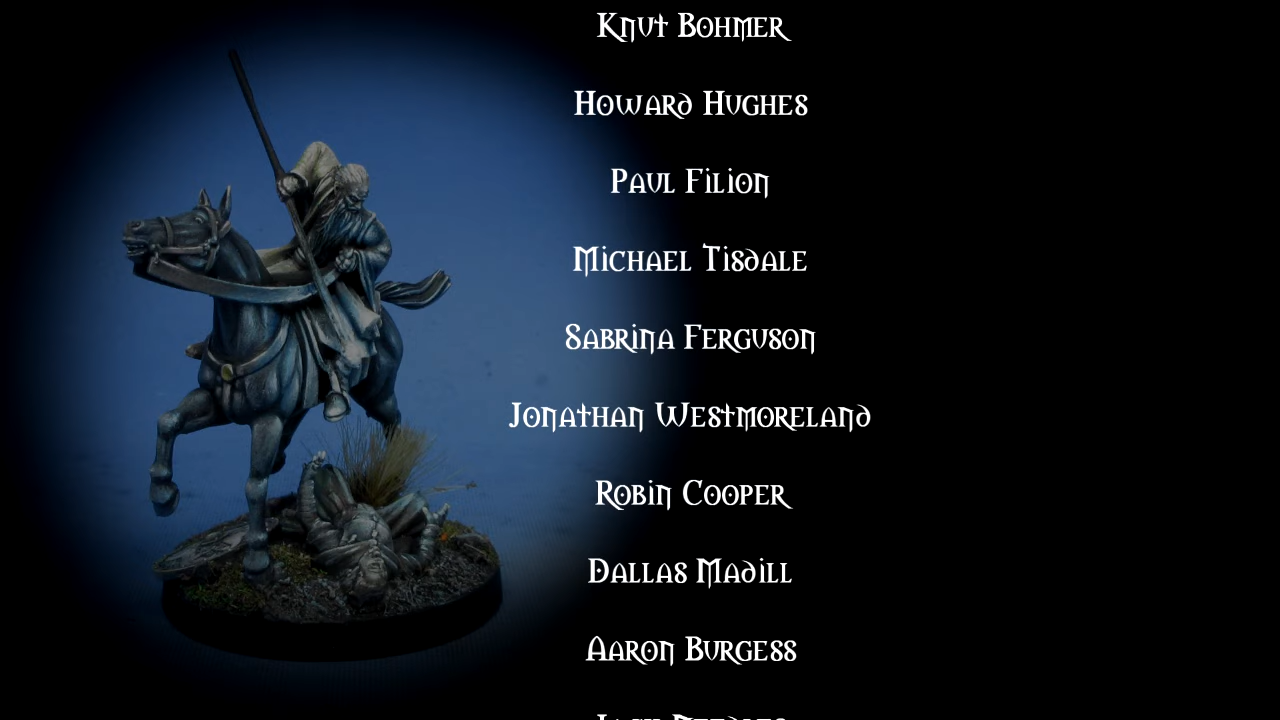 Knut Bohmer
Howard Hughes
Paul Filion
Michael Tisdale
Sabrina Ferguson
Jonathan Westmoreland
Robin Cooper
Dallas Madill
Aaron Burgess